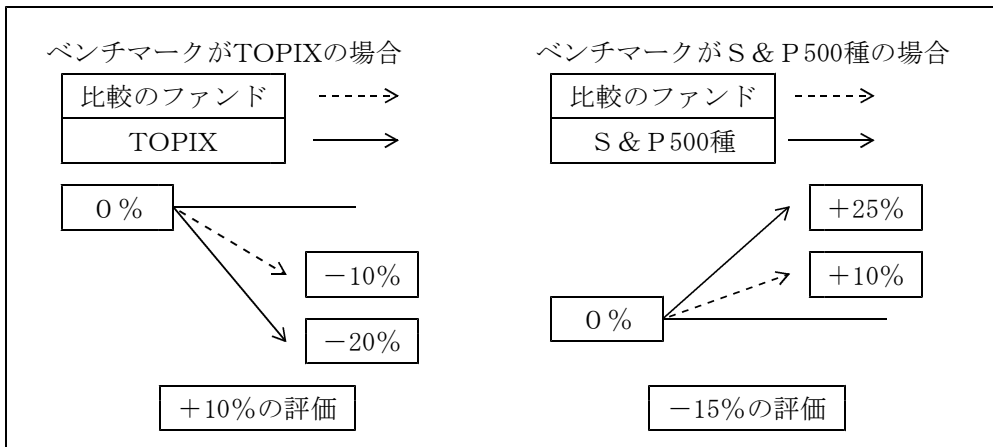 ベンチマークがTOPIXの場合
比較のファンド
TOPIX
0%
－10%
－20%
＋10%の評価
ベンチマークがS＆P500種の場合
比較のファンド
S＆P500種
＋25%
＋10%
0%
－15%の評価